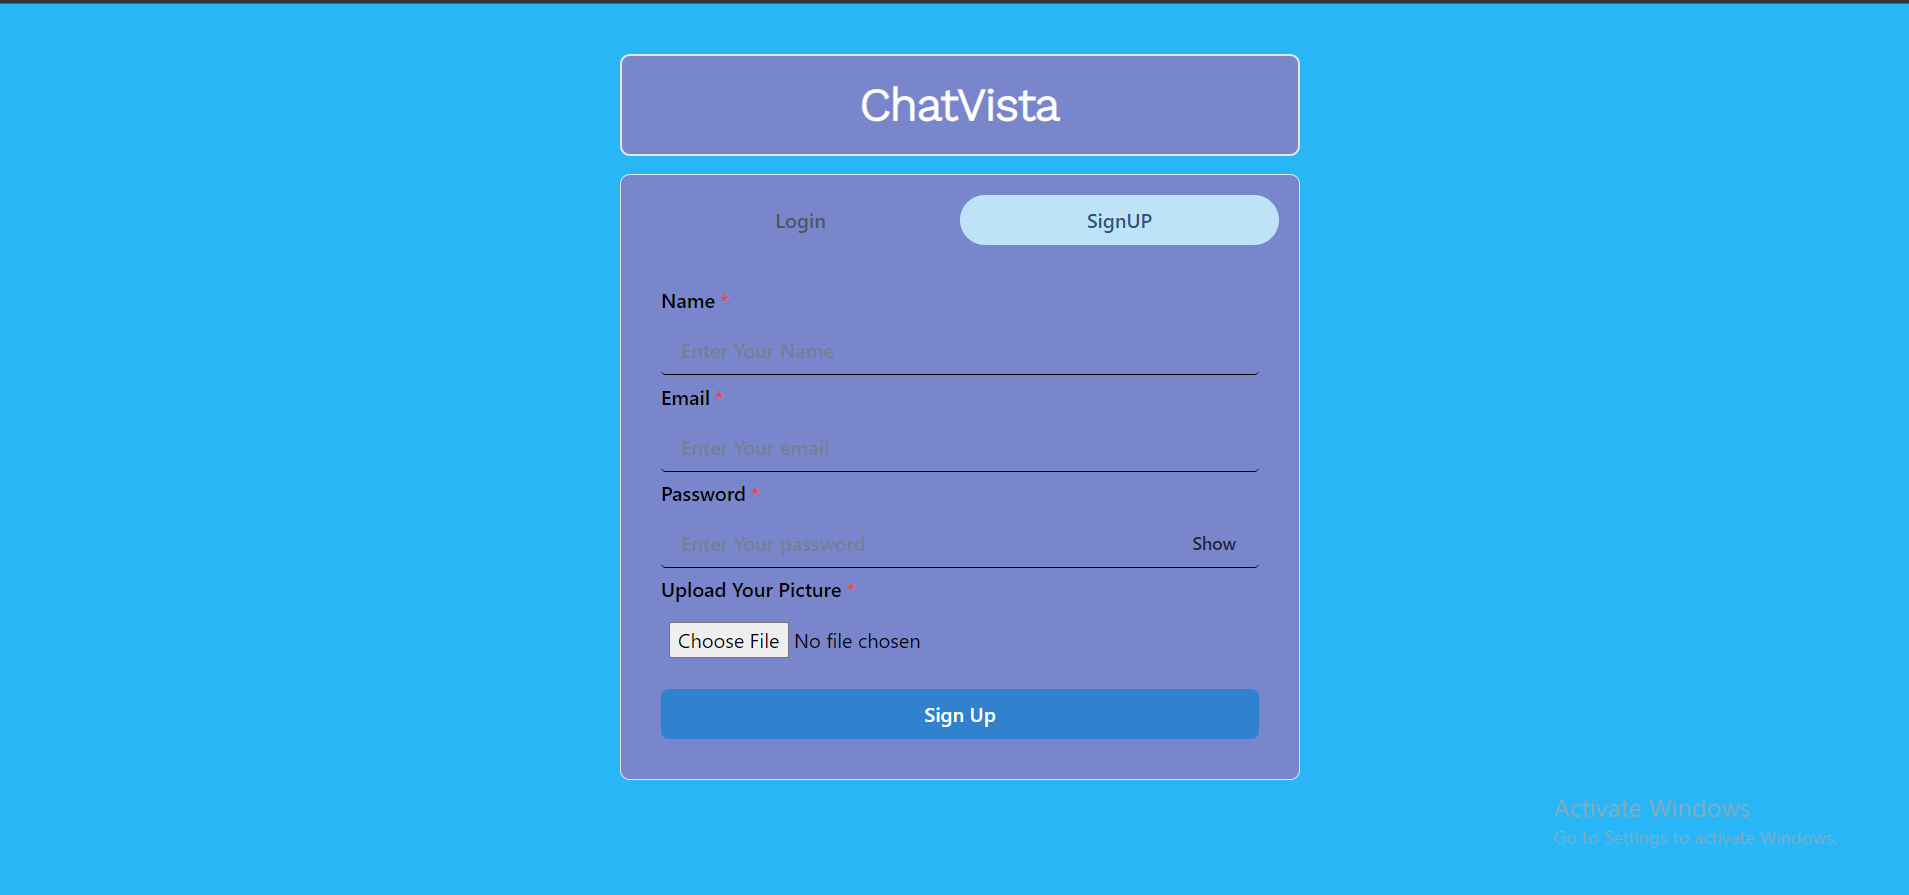 ChatVista
Login
SignUP
Name *
Enter Your Name
Email *
Enter Your email
Password *
Enter Your password
Show
Upload Your Picture *
Choose File No file chosen
Sign Up
Activate Windows
Go to Settings to activate Windows.